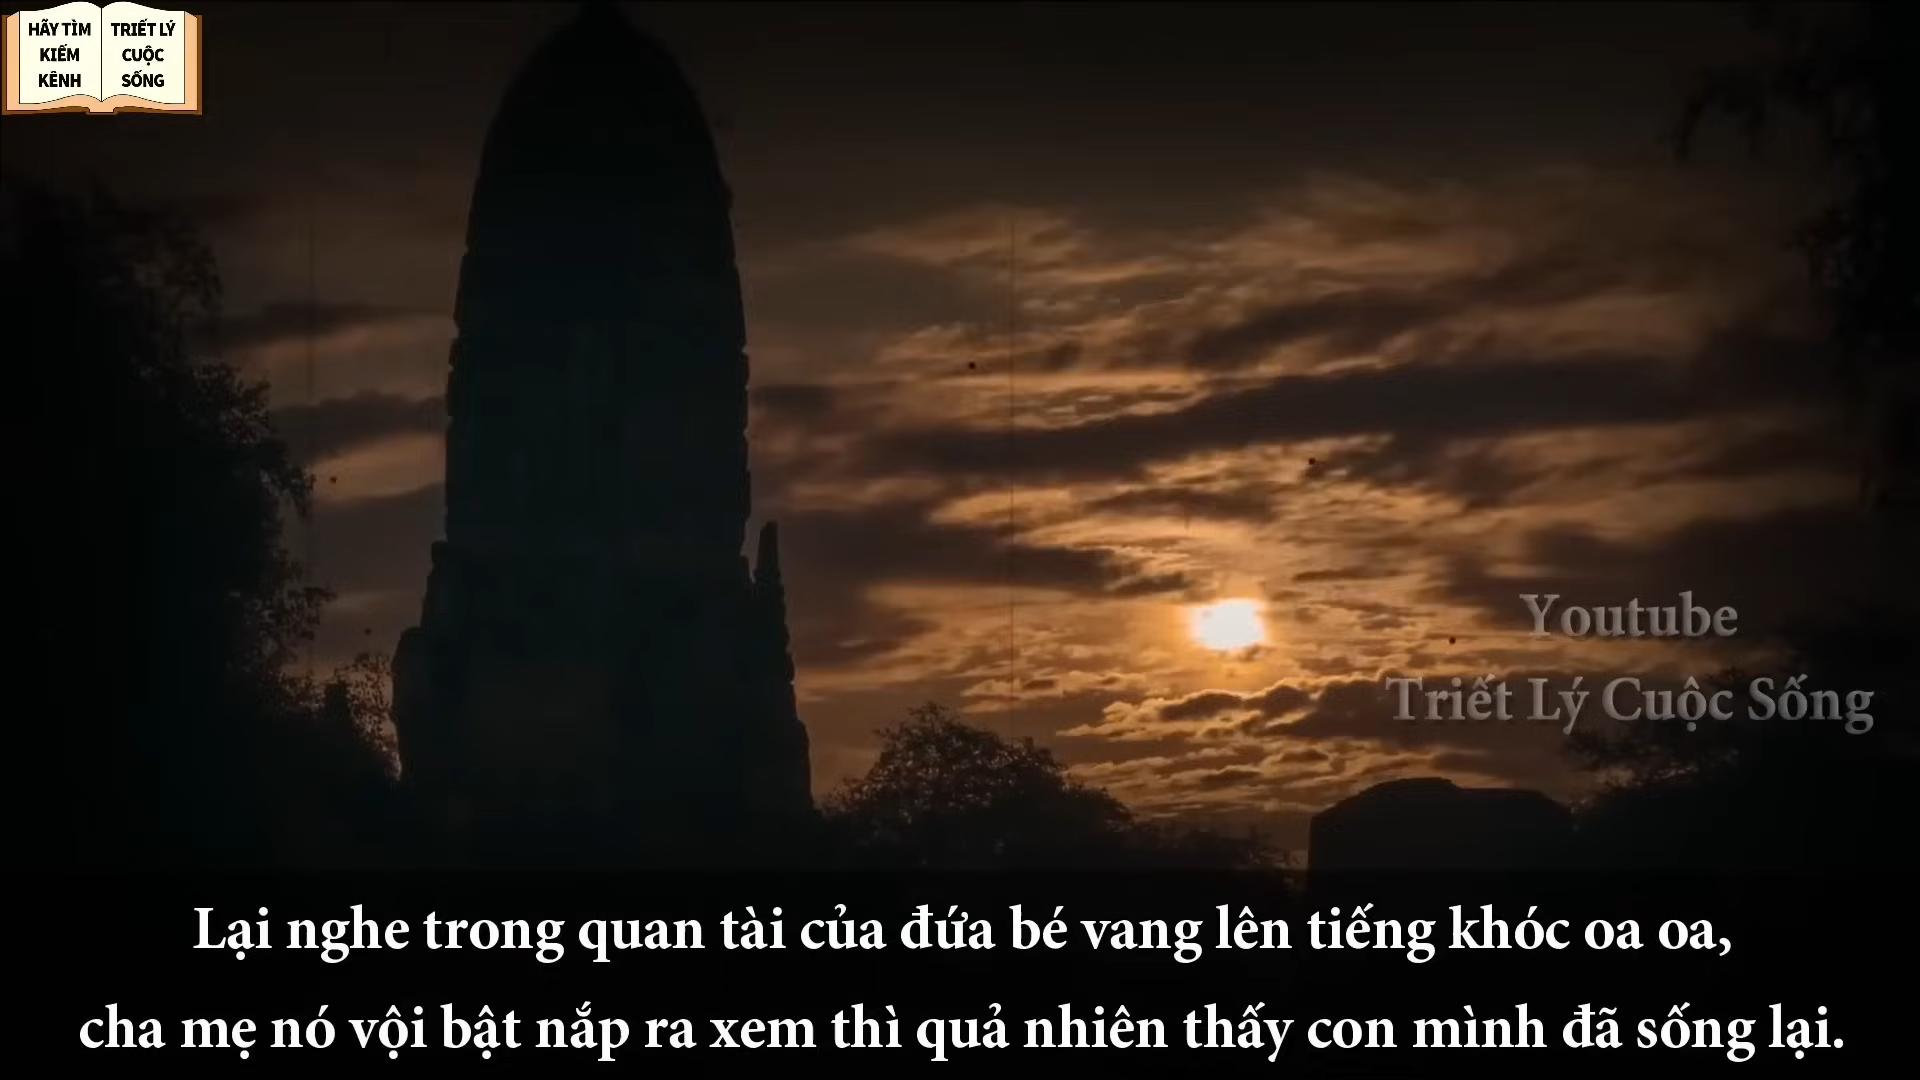 HÃY TÌM
KIẾM
KÊNH
TRIẾT LÝ
CUỘC
SỐNG
Youtube
Triết Lý Cuộc Sống
Lại nghe trong quan tài của đứa bé vang lên tiếng khóc oa oa,
cha mẹ nó vội bật nắp ra xem thì quả nhiên thấy con mình đã sống lại.